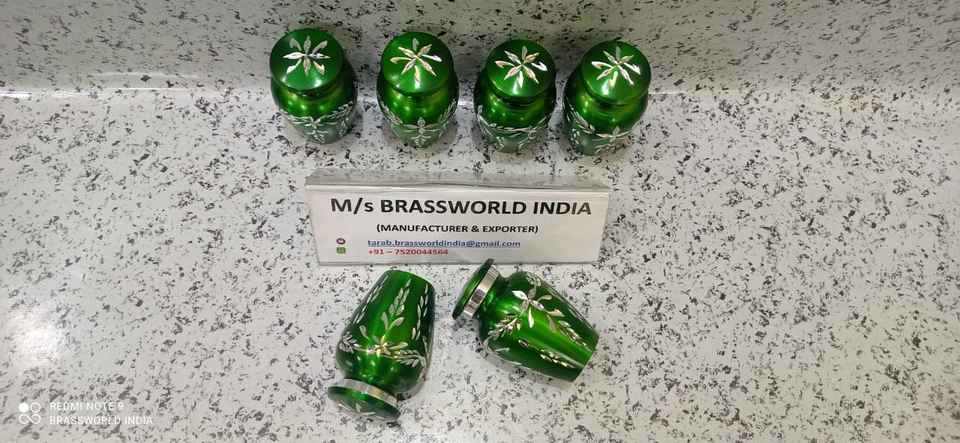 M/s BRASSWORLD INDIA
(MANUFACTURER & EXPORTER)
tarab.brassworldindia@gmail.com
+91 – 7520044564
REDMI NOTE 9
BRASSWORLD INDIA